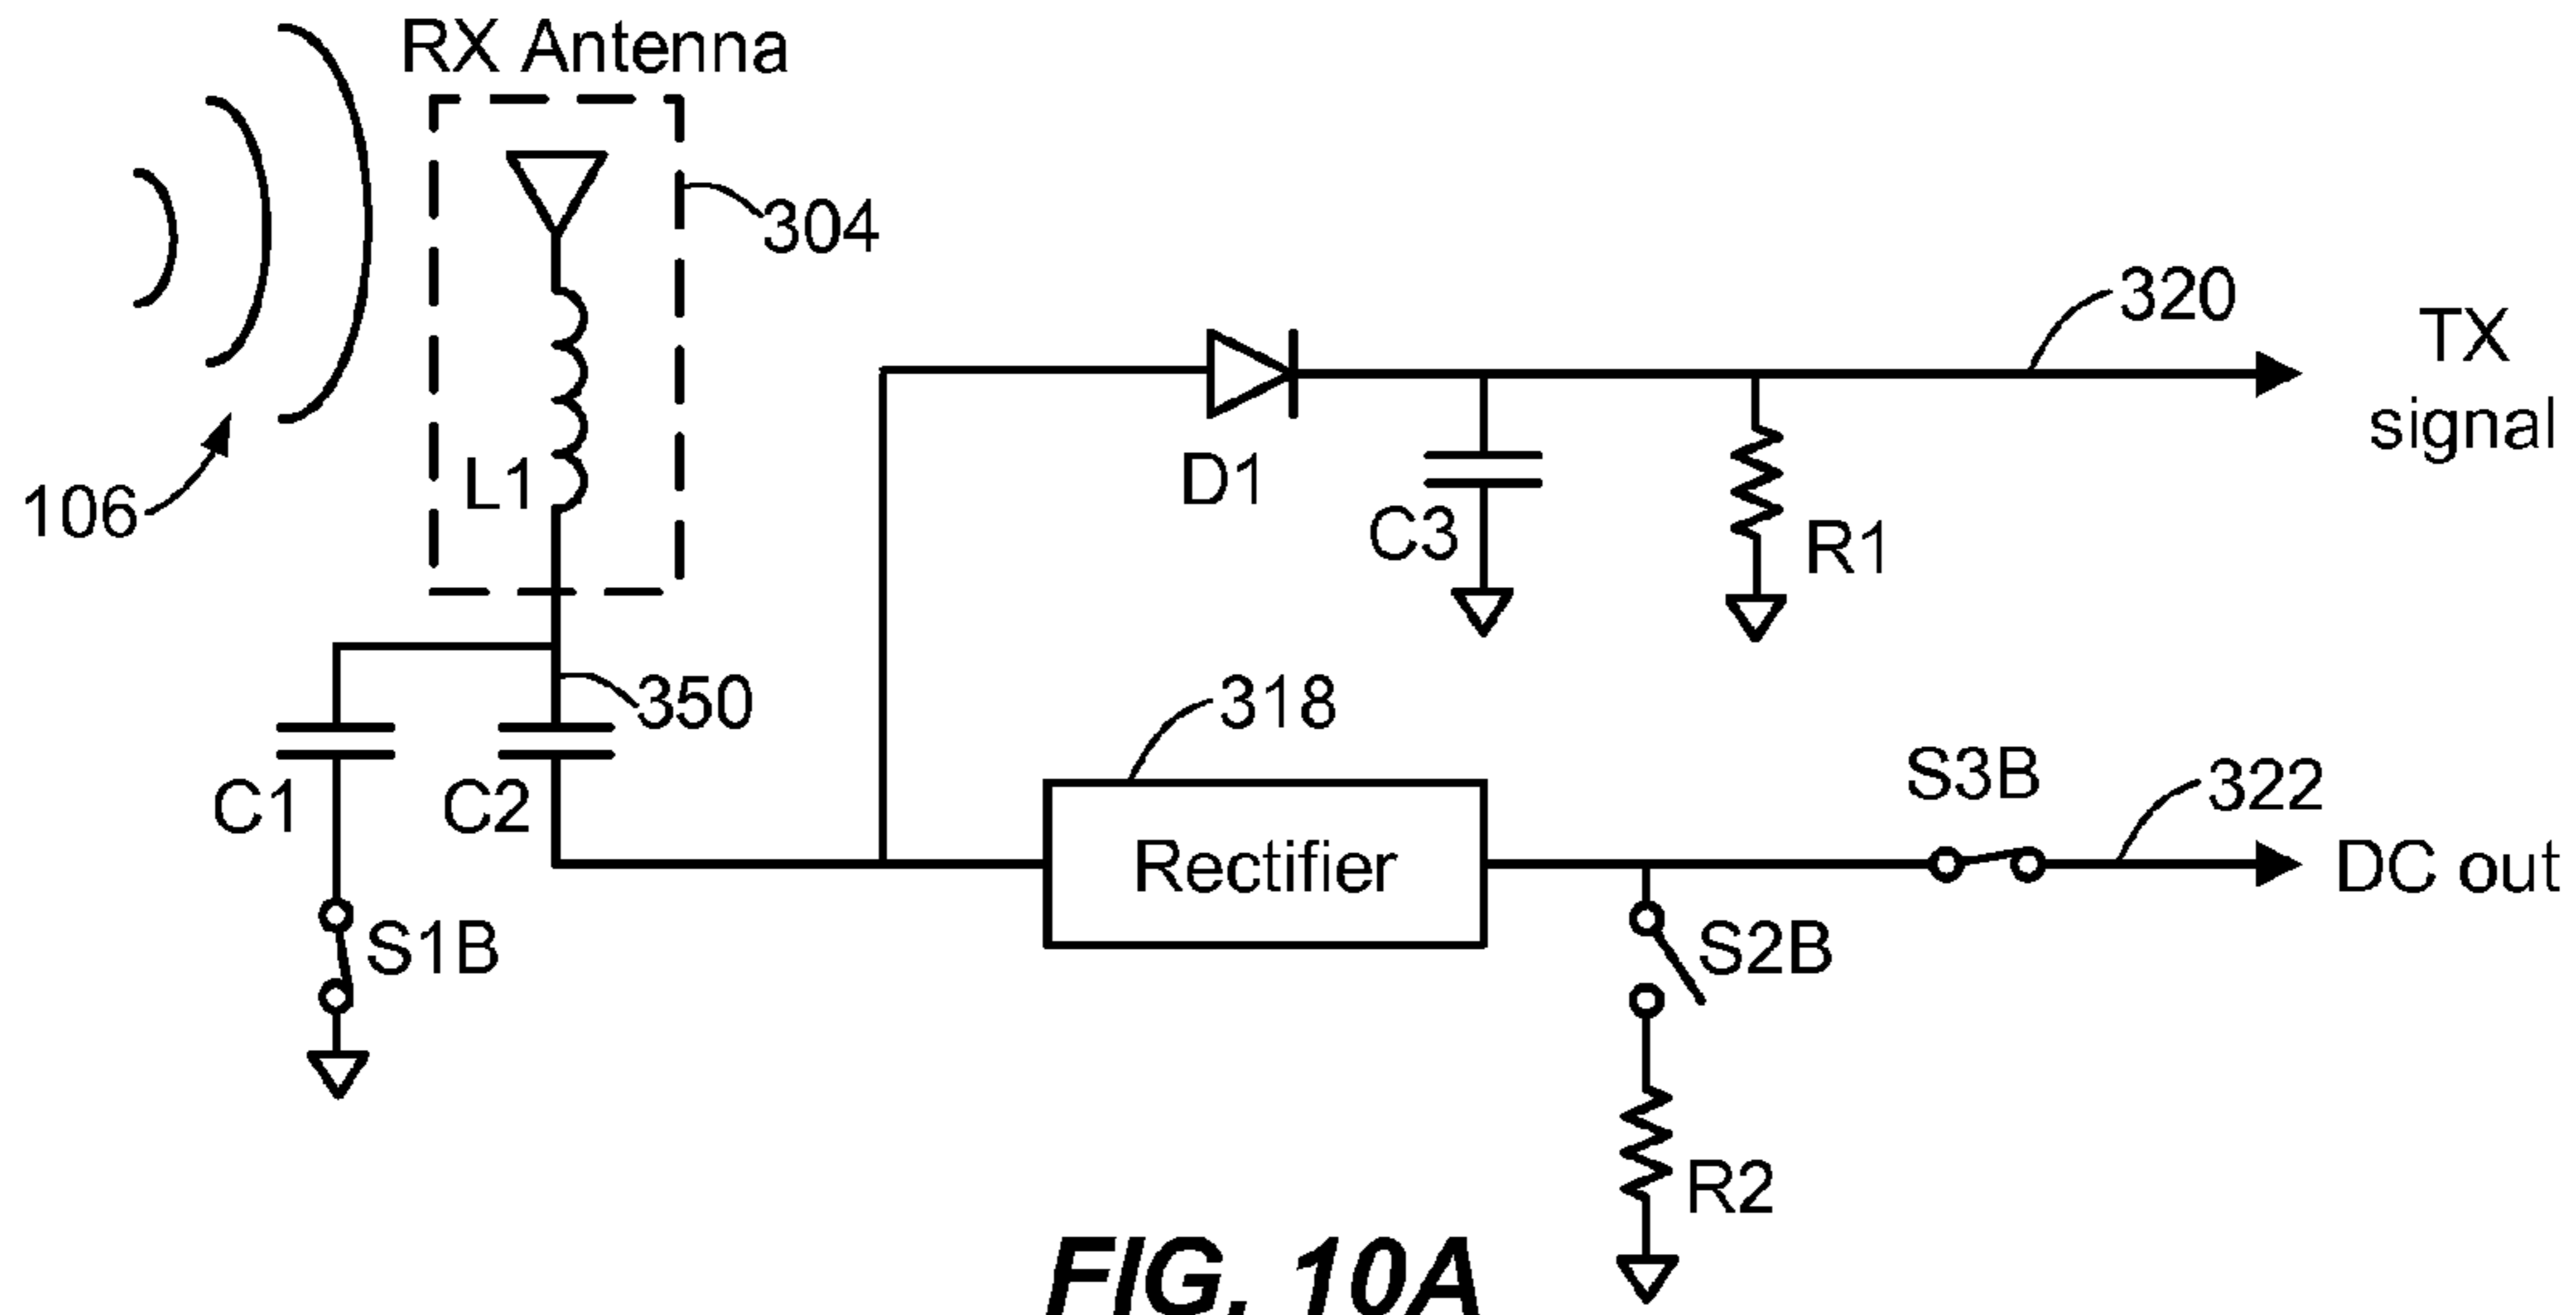 RX Antenna
304
106
L1
320
TX
signal
D1
C3
R1
350
318
C1
C2
Rectifier
S3B
322
DC out
S1B
S2B
R2
FIG. 10A